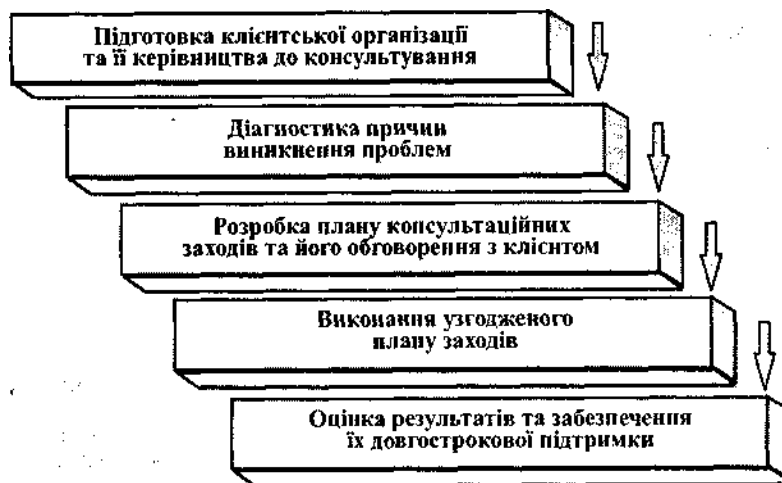 Підготовка клієнтської організації
та її керівництва до консультування
Діагностика причин
виникнення проблем
Розробка плану консультаційних
заходів та його обговорення з клієнтом
Виконання узгодженого
плану заходів
Оцінка результатів та забезпечення
їх довгострокової підтримки